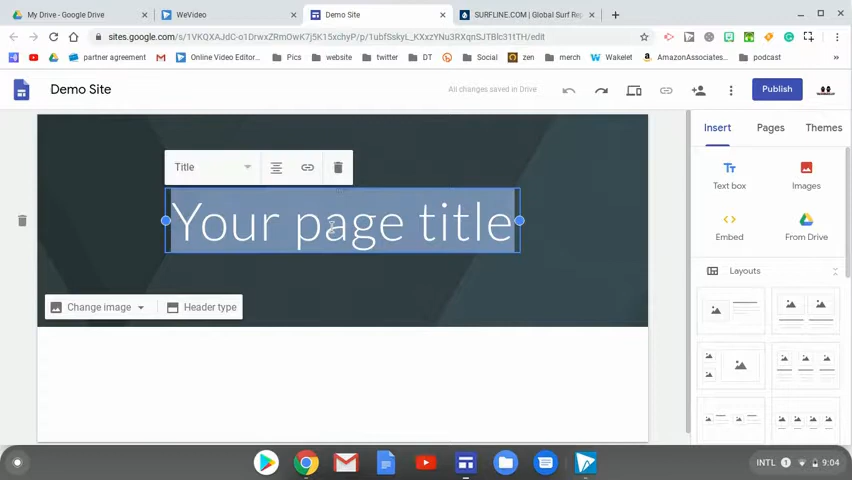 My Drive - Google Drive
WeVideo
Demo Site
SURFLINE.COM | Global Surf Re
sites.google.com/s/1VKQXAJdC-o1DrwxZRmOwK7j5K15xchyP/p/1ubfSskyL_KXxzYNu3RXqnSJTBlc31tTH/edit
partner agreement
Online Video Editor...
Pics
website
twitter
DT
Social
zen
merch
Wakelet
AmazonAssociates...
podcast
Demo Site
All changes saved in Drive
Publish
Insert
Pages
Themes
Title
Your page title
Change image
Header type
Text box
Images
Embed
From Drive
Layouts
INTL
1
9:04